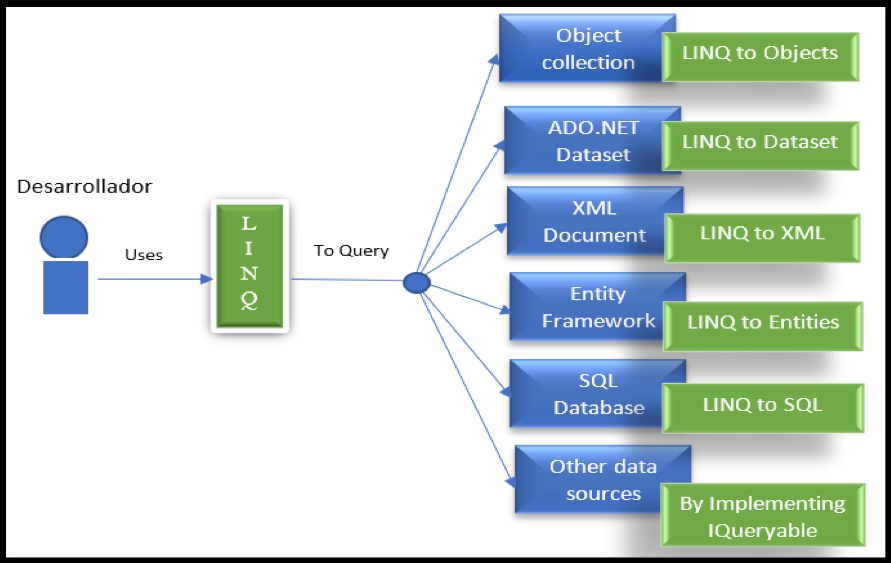 Desarrollador
Uses
L
I
N
Q
To Query
Object
collection
LINQ to Objects
ADO.NET
Dataset
LINQ to Dataset
XML
Document
LINQ to XML
Entity
Framework
LINQ to Entities
SQL
Database
LINQ to SQL
Other data
sources
By Implementing
IQueryable